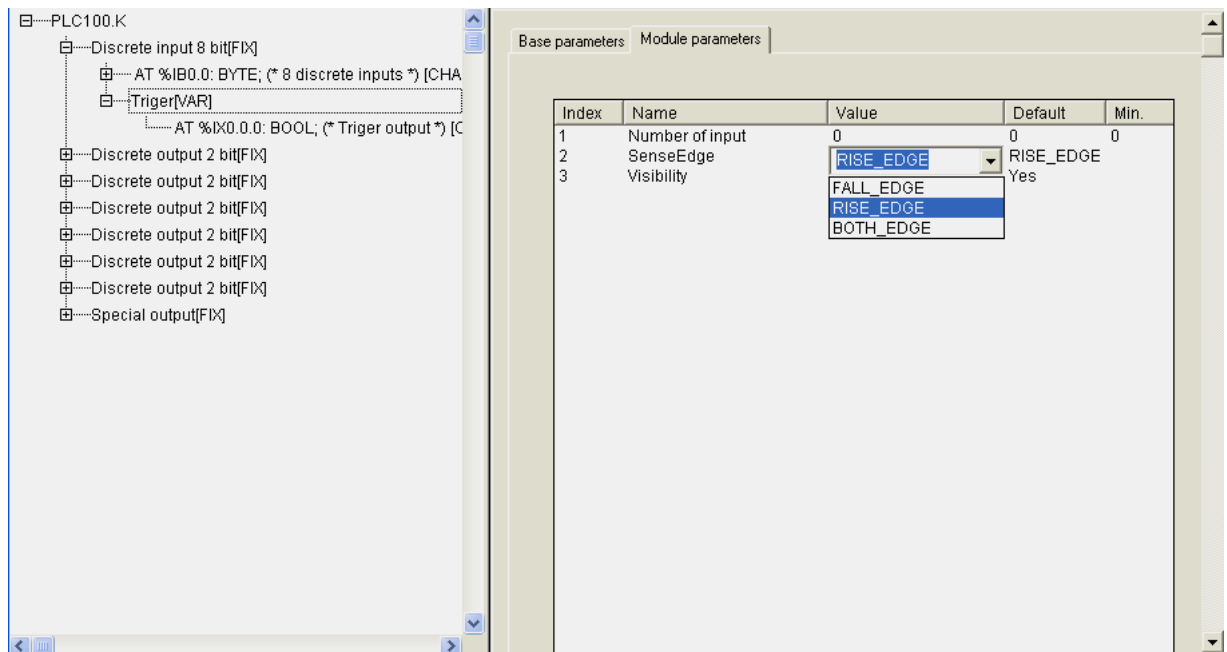 PLC100.K
Discrete input 8 bit[FIX]
AT %IB0.0: BYTE; (* 8 discrete inputs *) [CHA
Triger[VAR]
AT %IX0.0.0: BOOL; (* Triger output *) [C
Discrete output 2 bit[FIX]
Discrete output 2 bit[FIX]
Discrete output 2 bit[FIX]
Discrete output 2 bit[FIX]
Discrete output 2 bit[FIX]
Discrete output 2 bit[FIX]
Special output[FIX]
Base parameters Module parameters
Index Name Value Default Min.
1 Number of input 0 0 0
2 SenseEdge RISE_EDGE RISE_EDGE
3 Visibility Yes
FALL_EDGE
RISE_EDGE
BOTH_EDGE